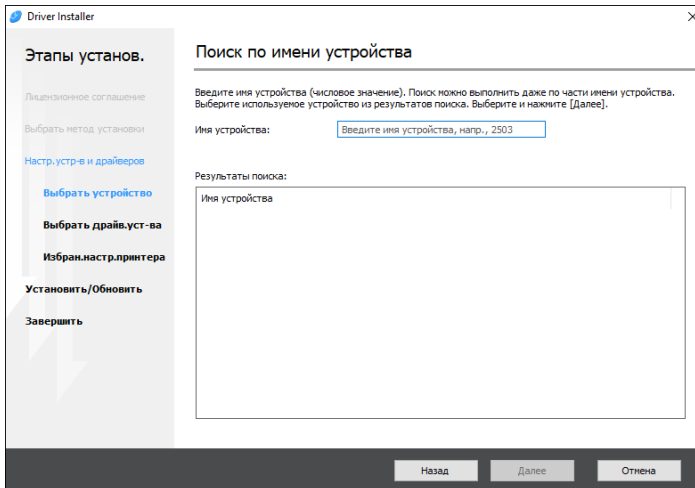 Driver Installer
Этапы установ.
Лицензионное соглашение
Выбрать метод установки
Настр.устр-в и драйверов
Выбрать устройство
Выбрать драйв.уст-ва
Избран.настр.принтера
Установить/Обновить
Завершить
Поиск по имени устройства
Введите имя устройства (числовое значение). Поиск можно выполнить даже по части имени устройства.
Выберите используемое устройство из результатов поиска. Выберите и нажмите [Далее].
Имя устройства:
Введите имя устройства, напр., 2503
Результаты поиска:
Имя устройства
Назад
Далее
Отмена